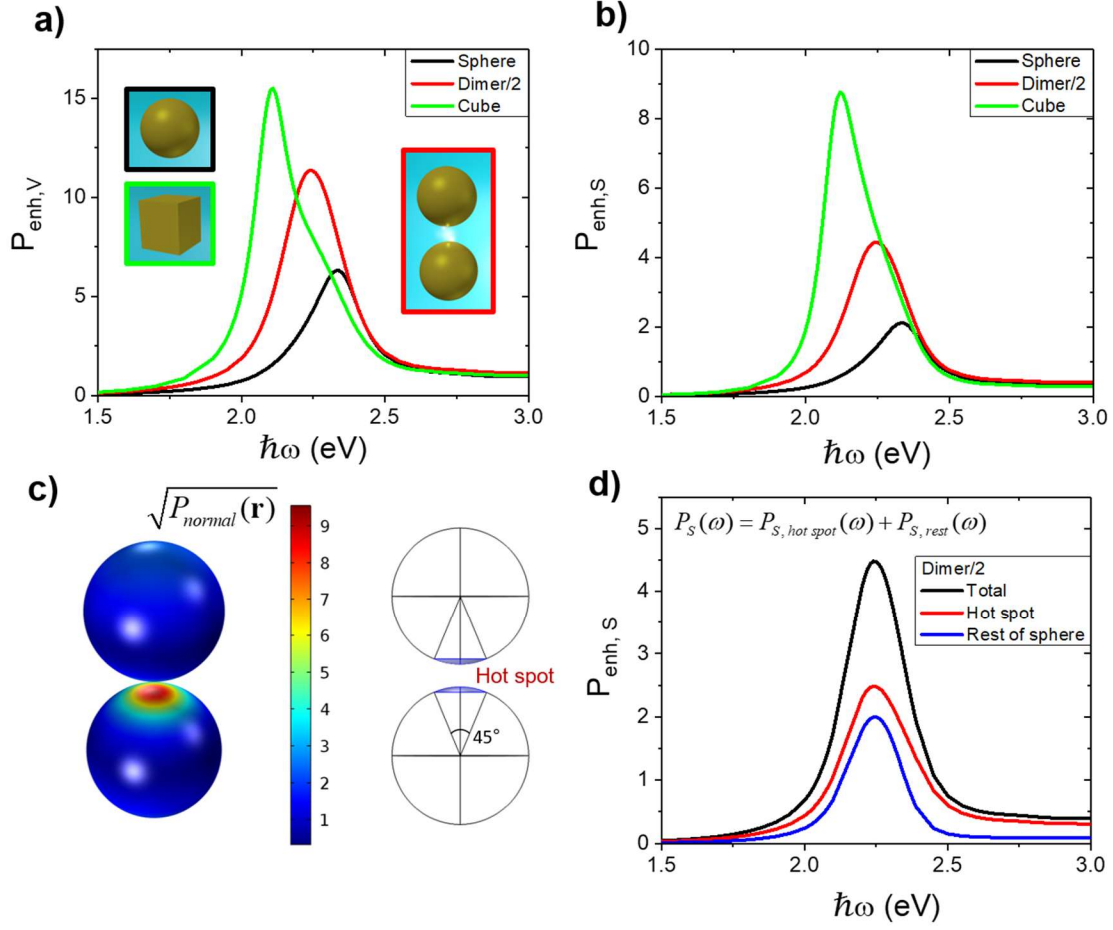 a)
Sphere
Dimer/2
Cube
P_enh,V
15
10
5
0
1.5 2.0 2.5 3.0
ħω (eV)
b)
Sphere
Dimer/2
Cube
P_enh,S
10
8
6
4
2
0
1.5 2.0 2.5 3.0
ħω (eV)
c)
√P_normal(r)
9
8
7
6
5
4
3
2
1
Hot spot
45°
d)
P_S(ω) = P_S, hot spot(ω) + P_S, rest(ω)
Dimer/2
Total
Hot spot
Rest of sphere
P_enh, S
5
4
3
2
1
0
1.5 2.0 2.5 3.0
ħω (eV)